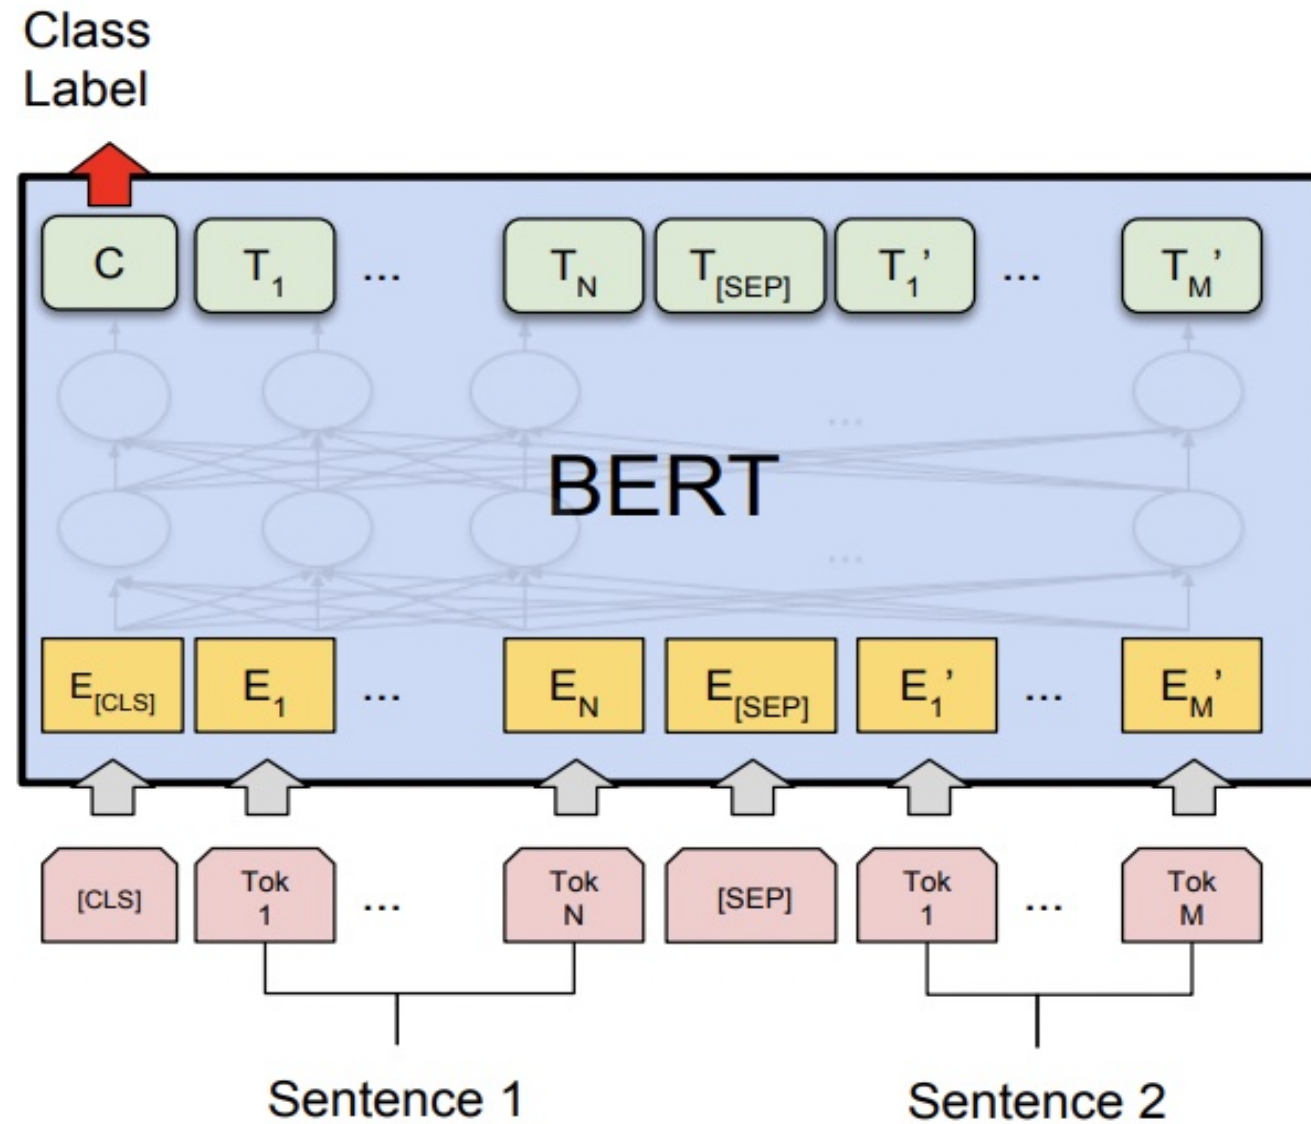 Class
Label
C T1 ... TN T[SEP] T1’ ... TM’
...
BERT
...
E[CLS] E1 ... EN E[SEP] E1’ ... EM’
[CLS] Tok 1 ... Tok N [SEP] Tok 1 ... Tok M
Sentence 1 Sentence 2